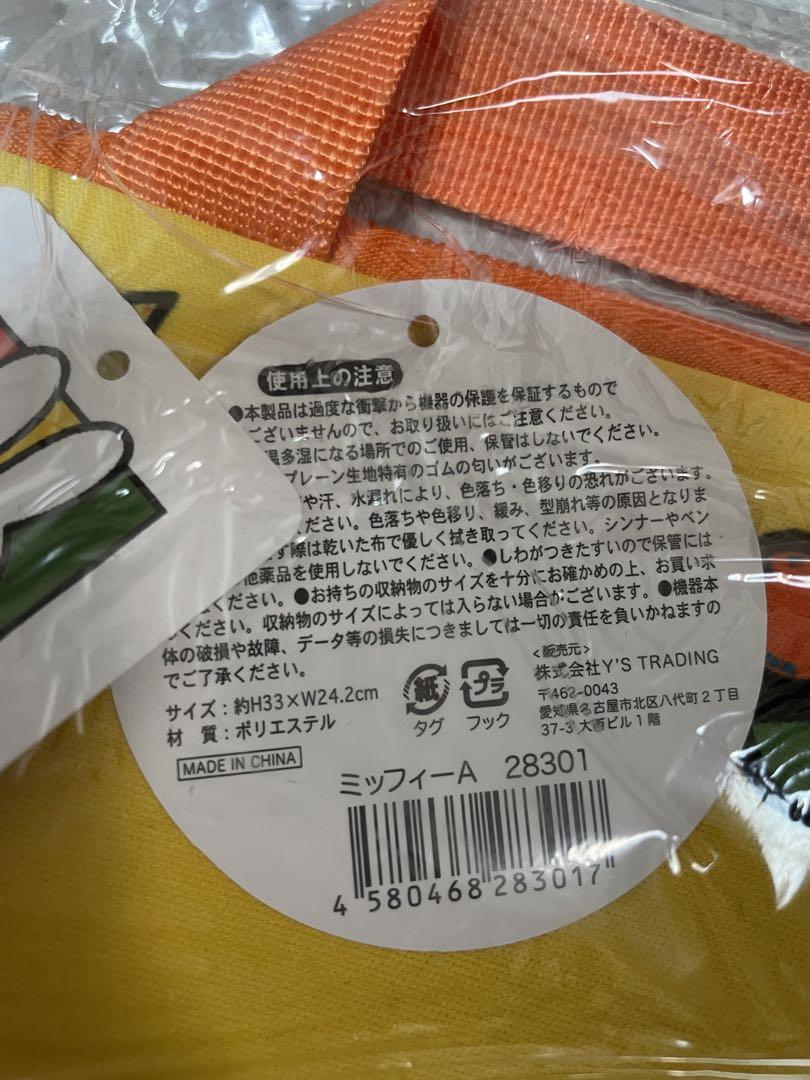 使用上の注意
●本製品は過度な衝撃から機器の保護を保証するもので
ございませんので、お取り扱いにはご注意ください。
温多湿になる場所でのご使用、保管はしないでください。
プレーン生地特有のゴムの匂いがございます。
や汗、水漏れにより、色落ち・色移りの恐れがございます。
ください。色落ちや色移り、緩み、型崩れ等の原因となりま
す際は乾いた布で優しく拭き取ってください。シンナーやベン
他薬品を使用しないでください。●しわがつきたすいので保管には
ください。●お持ちの収納物のサイズを十分にお確かめの上、お買い求
ください。収納物のサイズによっては入らない場合がございます。●機器本
体の破損や故障、データ等の損失につきましては一切の責任を負いかねますの
でご了承ください。
サイズ：約H33×W24.2cm
材 質：ポリエステル
MADE IN CHINA
紙
タグ
プラ
フック
<販売元>
株式会社Y'S TRADING
〒462-0043
愛知県名古屋市北区八代町2丁目
37-3 大西ビル1階
ミッフィーA 28301
4 580468 283017